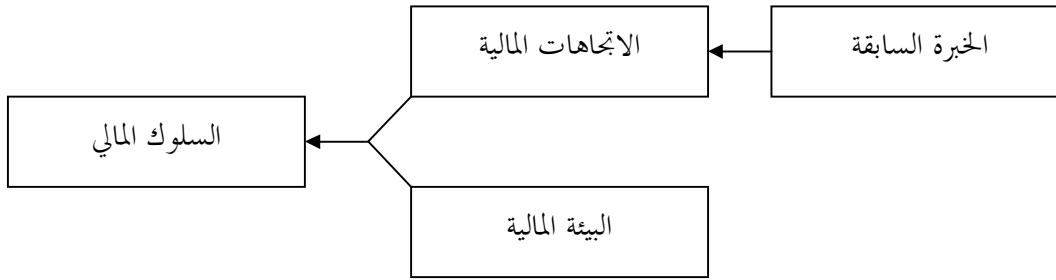 الخبرة السابقة
الاتجاهات المالية
السلوك المالي
البيئة المالية